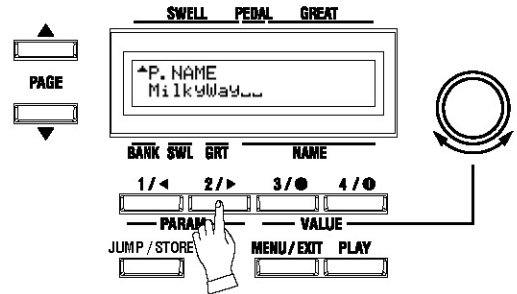 SWELL PEDAL GREAT
PAGE
P. NAME
MilkyWay␣␣
BANK SWL GRT NAME
1/◄ 2/► 3/● 4/❶
PARAM VALUE
JUMP/STORE MENU/EXIT PLAY